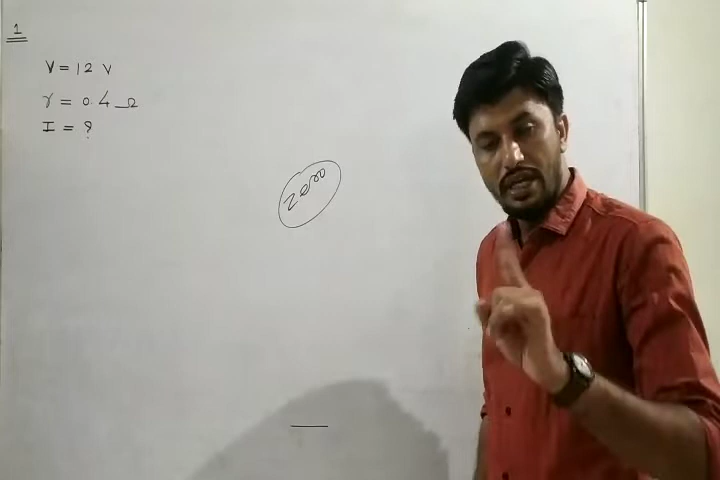 1
V = 12 V
r = 0.4 Ω
I = ?
zero